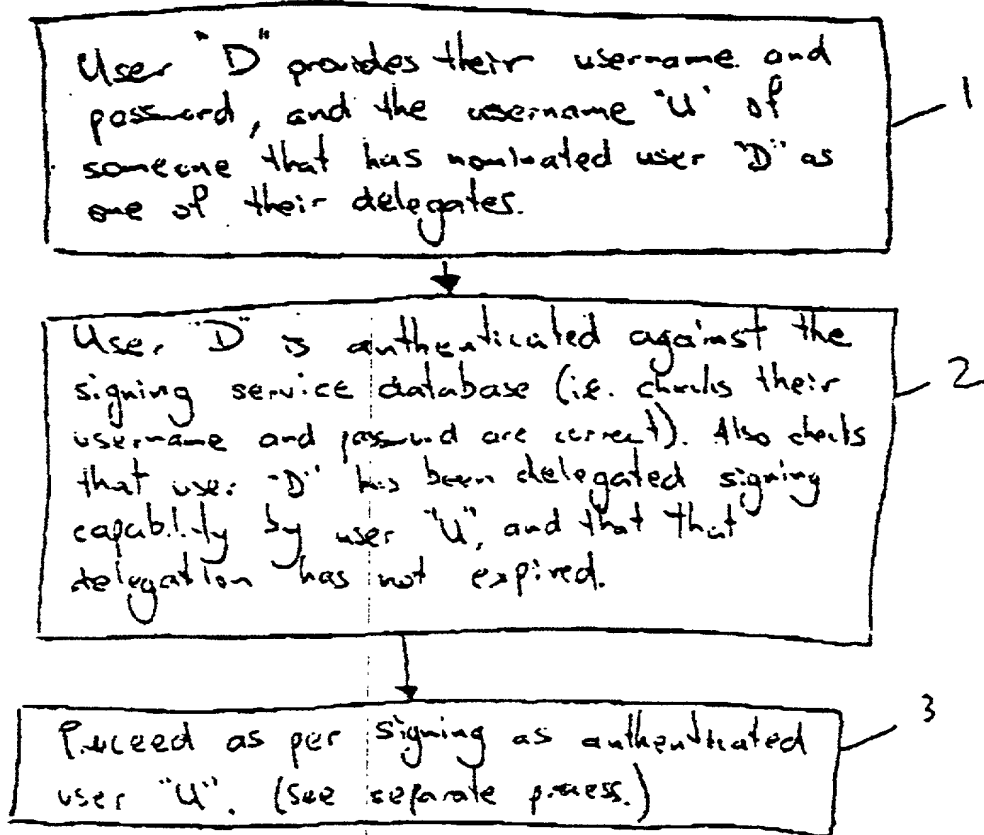 User "D" provides their username and
password, and the username "U" of
someone that has nominated user "D" as
one of their delegates.
1
User "D" is authenticated against the
signing service database (i.e. checks their
username and password are correct). Also checks
that user "D" has been delegated signing
capability by user "U", and that that
delegation has not expired.
2
Proceed as per signing as authenticated
user "U". (see separate process.)
3